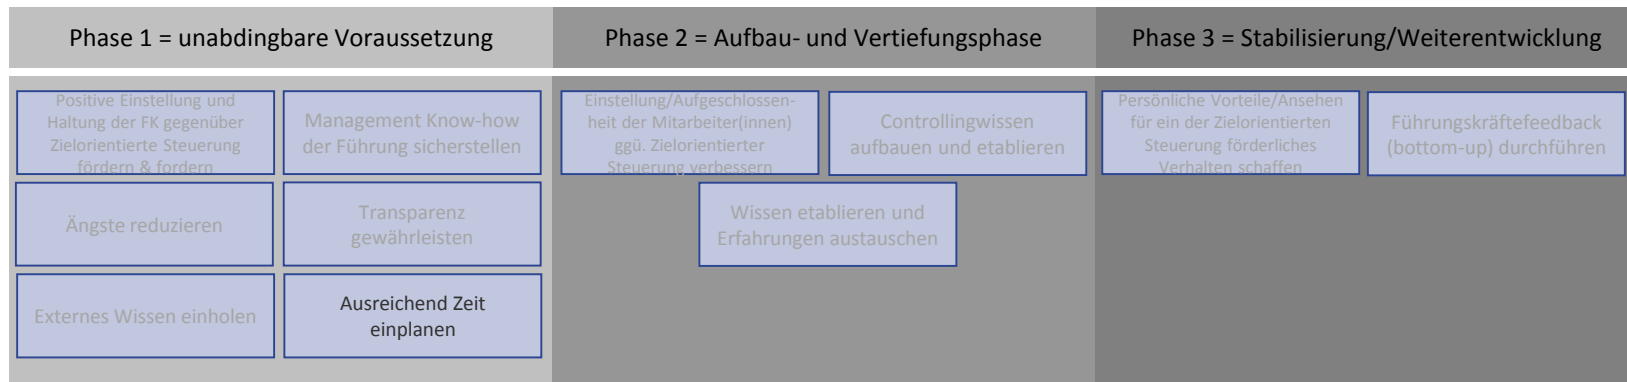 Phase 1 = unabdingbare Voraussetzung
Phase 2 = Aufbau- und Vertiefungsphase
Phase 3 = Stabilisierung/Weiterentwicklung
Positive Einstellung und
Haltung der FK gegenüber
Zielorientierte Steuerung
fördern & fordern
Management Know-how
der Führung sicherstellen
Ängste reduzieren
Transparenz
gewährleisten
Externes Wissen einholen
Ausreichend Zeit
einplanen
Einstellung/Aufgeschlossen-
heit der Mitarbeiter(innen)
ggü. Zielorientierter
Steuerung verbessern
Controllingwissen
aufbauen und etablieren
Wissen etablieren und
Erfahrungen austauschen
Persönliche Vorteile/Ansehen
für ein der Zielorientierten
Steuerung förderliches
Verhalten schaffen
Führungskräftefeedback
(bottom-up) durchführen